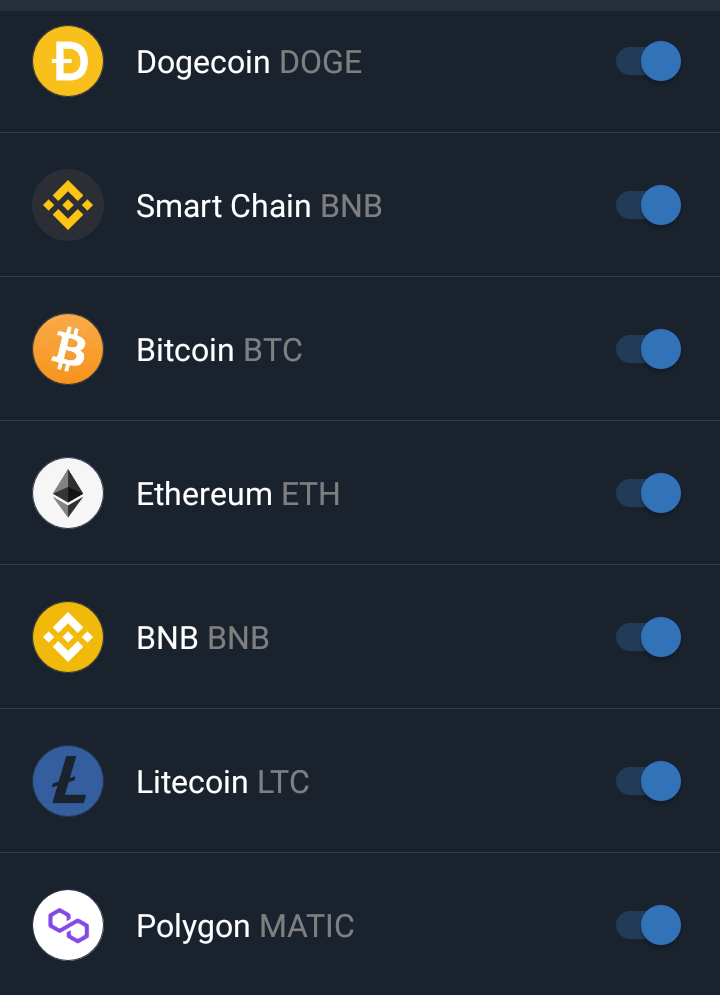 Dogecoin DOGE
Smart Chain BNB
Bitcoin BTC
Ethereum ETH
BNB BNB
Litecoin LTC
Polygon MATIC